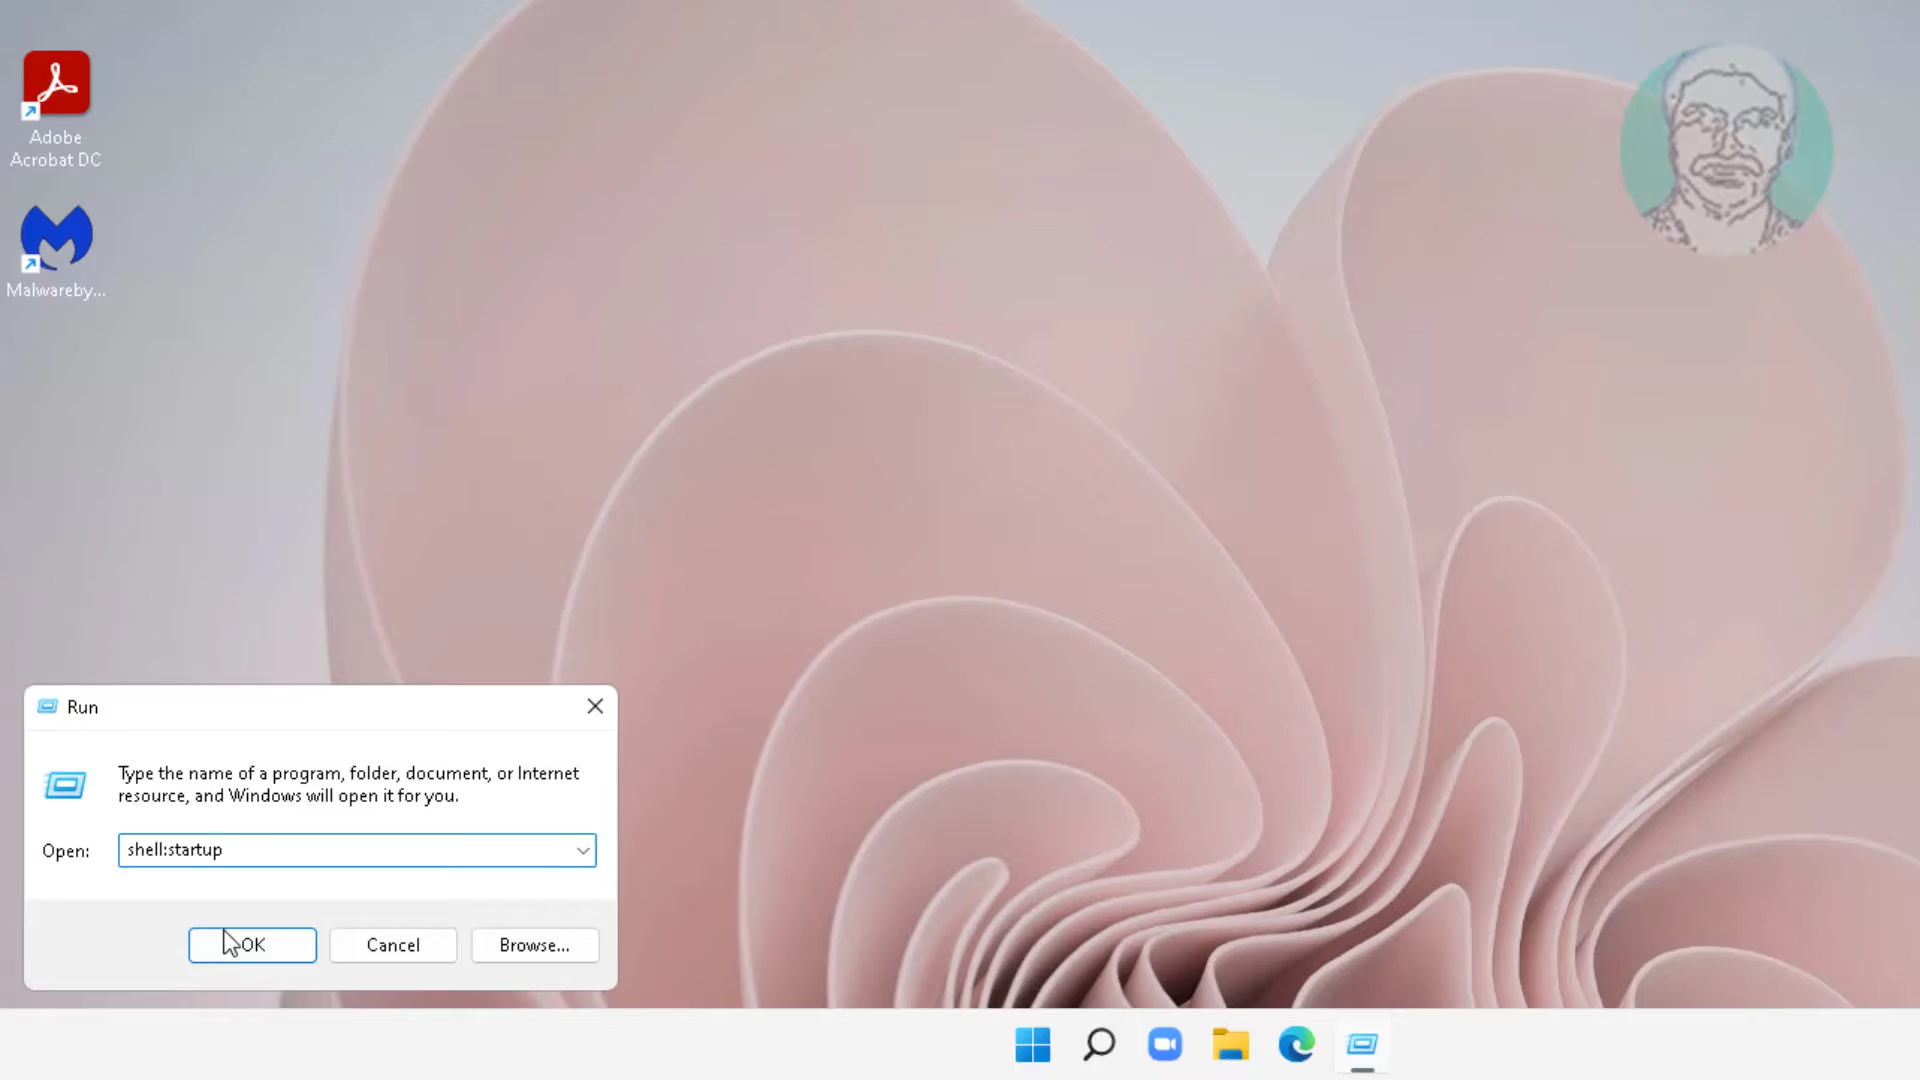 Adobe
Acrobat DC
Malwareby...
Run
Type the name of a program, folder, document, or Internet
resource, and Windows will open it for you.
Open:
shell:startup
OK
Cancel
Browse...